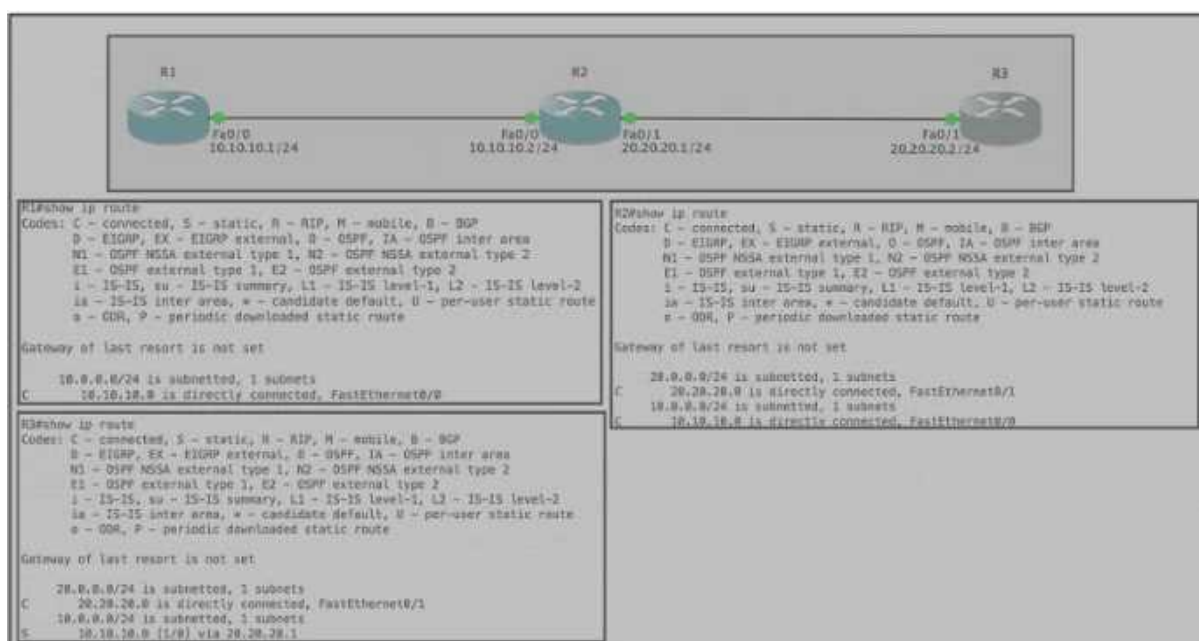 R1
R2
R3
Fa0/0
10.10.10.1/24
Fa0/0
10.10.10.2/24
Fa0/1
20.20.20.1/24
Fa0/1
20.20.20.2/24
R1#show ip route
Codes: C - connected, S - static, R - RIP, M - mobile, B - BGP
D - EIGRP, EX - EIGRP external, O - OSPF, IA - OSPF inter area
N1 - OSPF NSSA external type 1, N2 - OSPF NSSA external type 2
E1 - OSPF external type 1, E2 - OSPF external type 2
i - IS-IS, su - IS-IS summary, L1 - IS-IS level-1, L2 - IS-IS level-2
ia - IS-IS inter area, * - candidate default, U - per-user static route
o - ODR, P - periodic downloaded static route
Gateway of last resort is not set
10.0.0.0/24 is subnetted, 1 subnets
C 10.10.10.0 is directly connected, FastEthernet0/0
R2#show ip route
Codes: C - connected, S - static, R - RIP, M - mobile, B - BGP
D - EIGRP, EX - EIGRP external, O - OSPF, IA - OSPF inter area
N1 - OSPF NSSA external type 1, N2 - OSPF NSSA external type 2
E1 - OSPF external type 1, E2 - OSPF external type 2
i - IS-IS, su - IS-IS summary, L1 - IS-IS level-1, L2 - IS-IS level-2
ia - IS-IS inter area, * - candidate default, U - per-user static route
o - ODR, P - periodic downloaded static route
Gateway of last resort is not set
20.0.0.0/24 is subnetted, 1 subnets
C 20.20.20.0 is directly connected, FastEthernet0/1
10.0.0.0/24 is subnetted, 1 subnets
C 10.10.10.0 is directly connected, FastEthernet0/0
R3#show ip route
Codes: C - connected, S - static, R - RIP, M - mobile, B - BGP
D - EIGRP, EX - EIGRP external, O - OSPF, IA - OSPF inter area
N1 - OSPF NSSA external type 1, N2 - OSPF NSSA external type 2
E1 - OSPF external type 1, E2 - OSPF external type 2
i - IS-IS, su - IS-IS summary, L1 - IS-IS level-1, L2 - IS-IS level-2
ia - IS-IS inter area, * - candidate default, U - per-user static route
o - ODR, P - periodic downloaded static route
Gateway of last resort is not set
20.0.0.0/24 is subnetted, 1 subnets
C 20.20.20.0 is directly connected, FastEthernet0/1
10.0.0.0/24 is subnetted, 1 subnets
S 10.10.10.0 [1/0] via 20.20.20.1